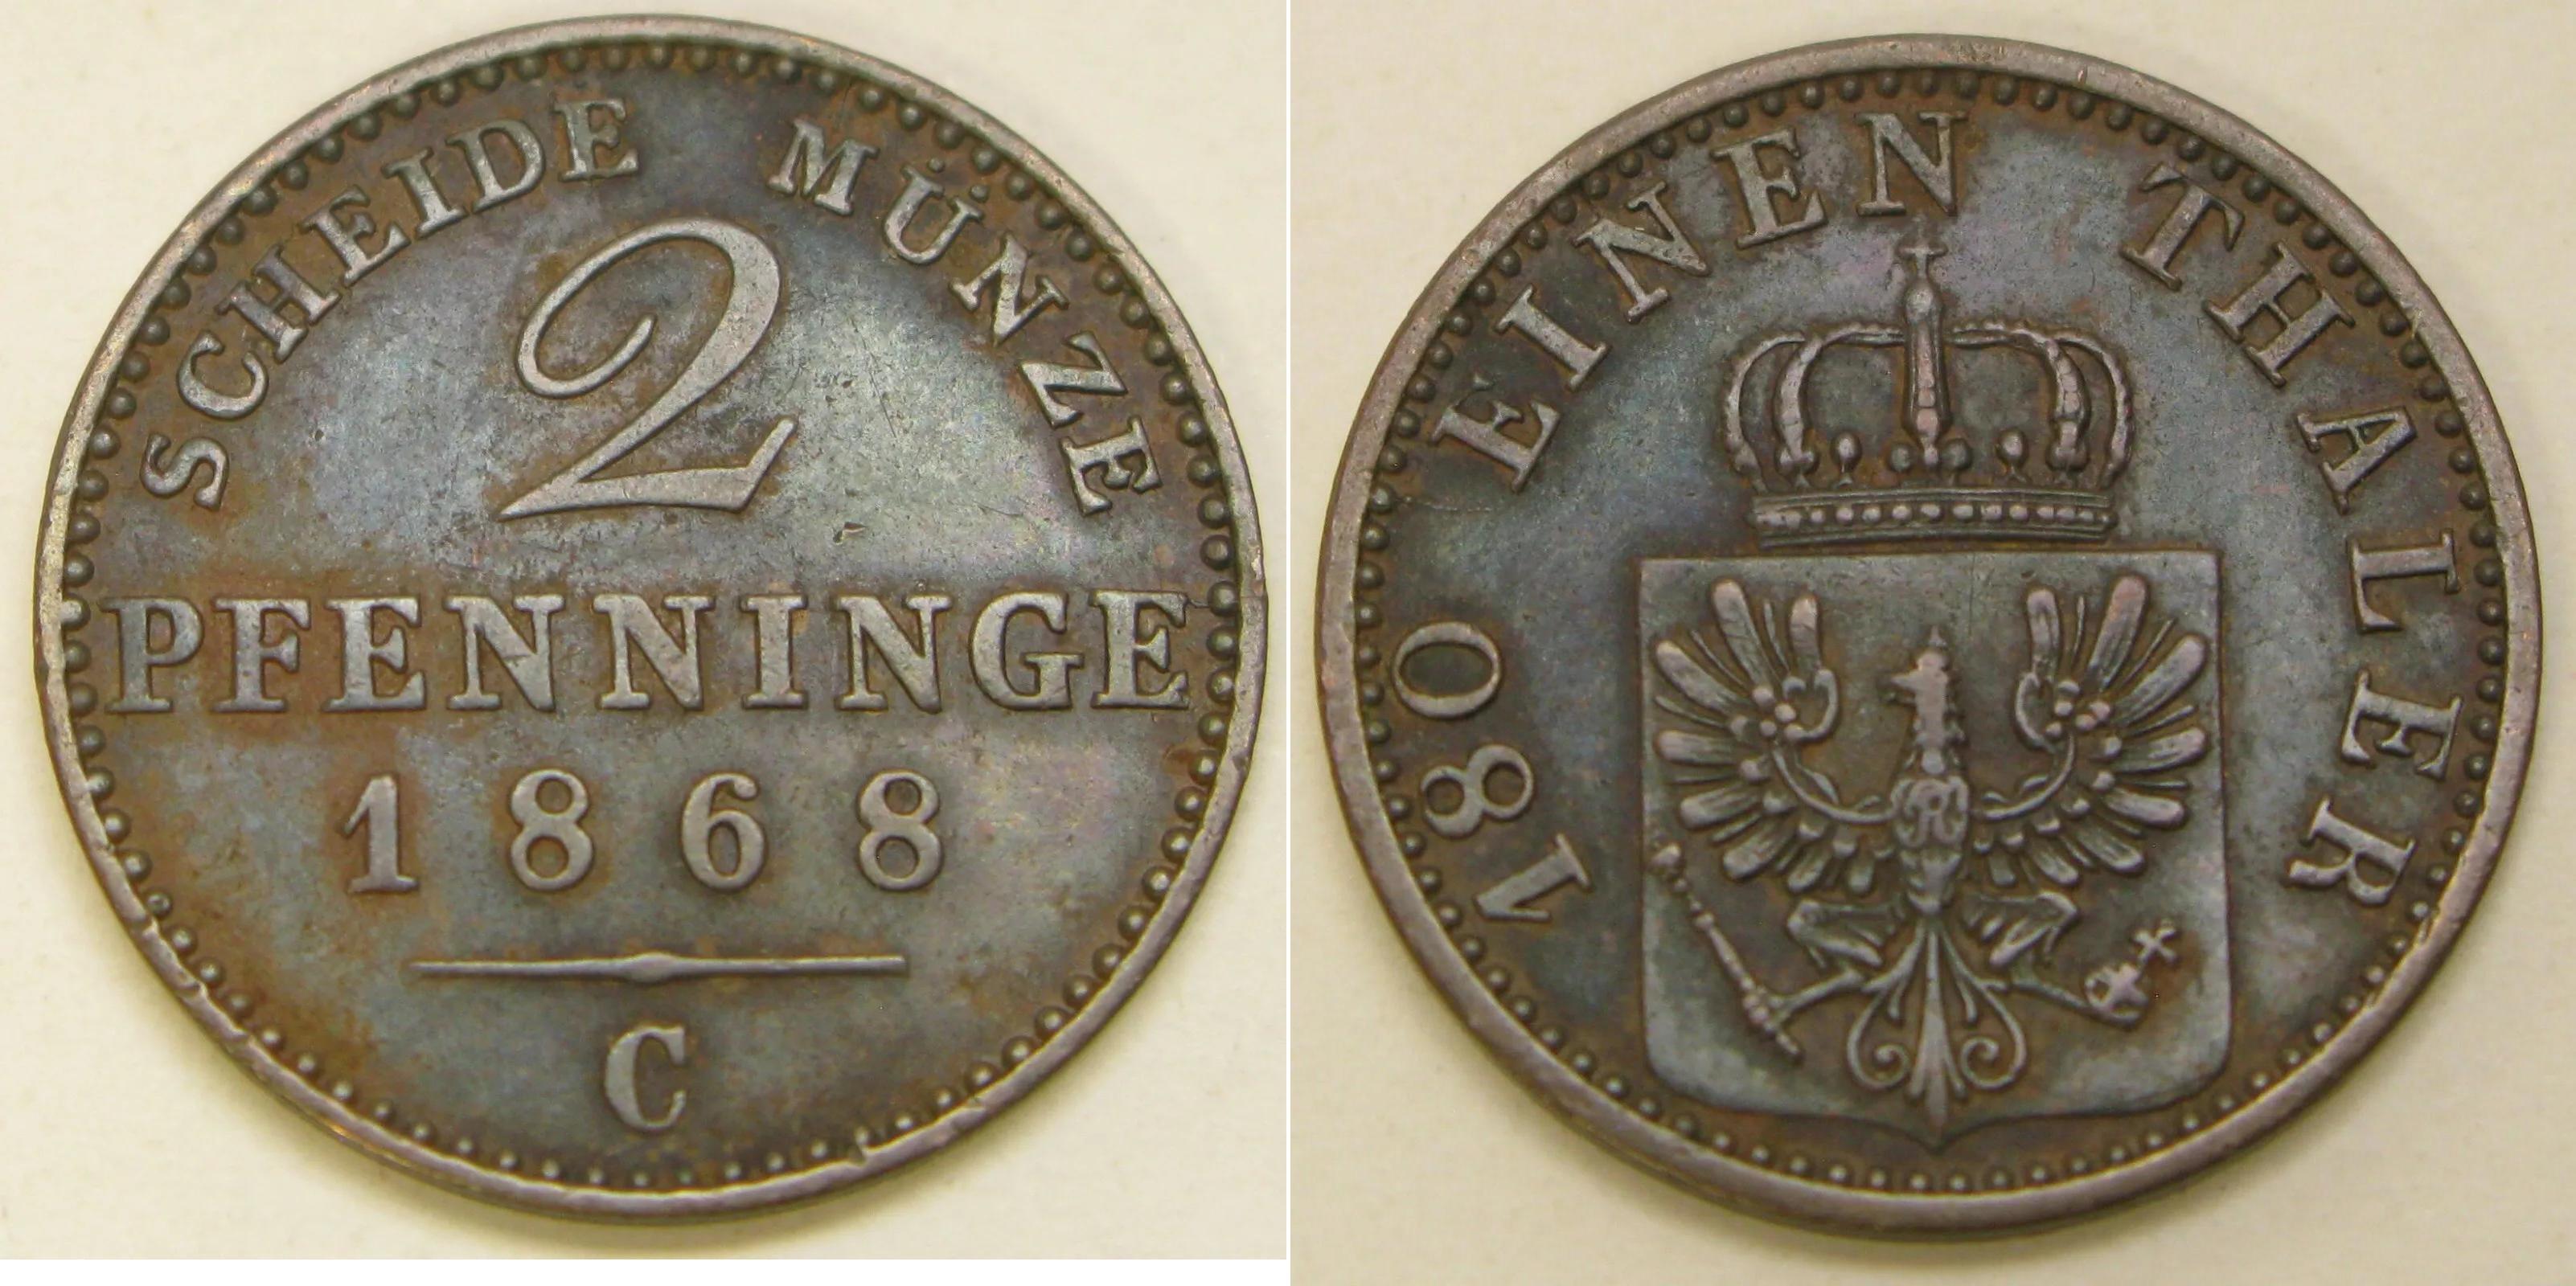 SCHEIDE MÜNZE
2
PFENNINGE
1868
C
180 EINEN THALER